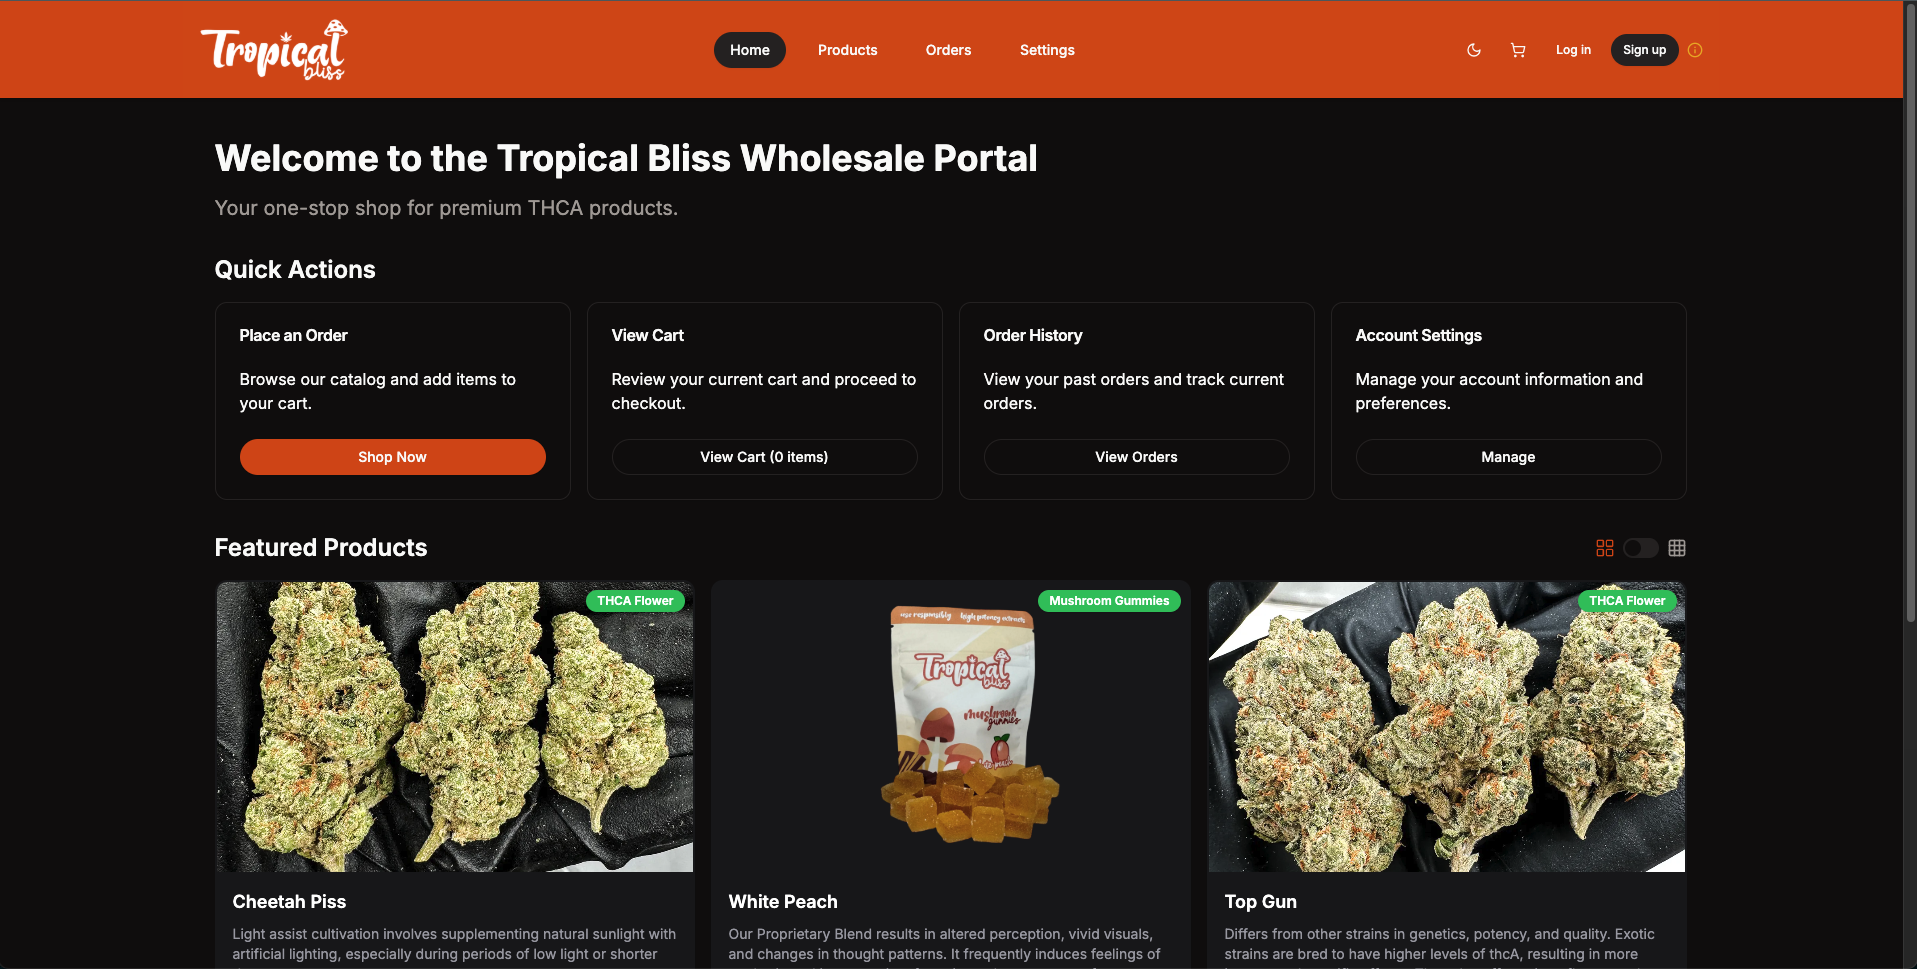 Tropical
bliss
Home
Products
Orders
Settings
Log in
Sign up
Welcome to the Tropical Bliss Wholesale Portal
Your one-stop shop for premium THCA products.
Quick Actions
Place an Order
Browse our catalog and add items to
your cart.
Shop Now
View Cart
Review your current cart and proceed to
checkout.
View Cart (0 items)
Order History
View your past orders and track current
orders.
View Orders
Account Settings
Manage your account information and
preferences.
Manage
Featured Products
THCA Flower
Cheetah Piss
Light assist cultivation involves supplementing natural sunlight with
artificial lighting, especially during periods of low light or shorter
Mushroom Gummies
use responsibly high potency extracts
Tropical
bliss
mushroom
gummies
white peach
White Peach
Our Proprietary Blend results in altered perception, vivid visuals,
and changes in thought patterns. It frequently induces feelings of
THCA Flower
Top Gun
Differs from other strains in genetics, potency, and quality. Exotic
strains are bred to have higher levels of thcA, resulting in more